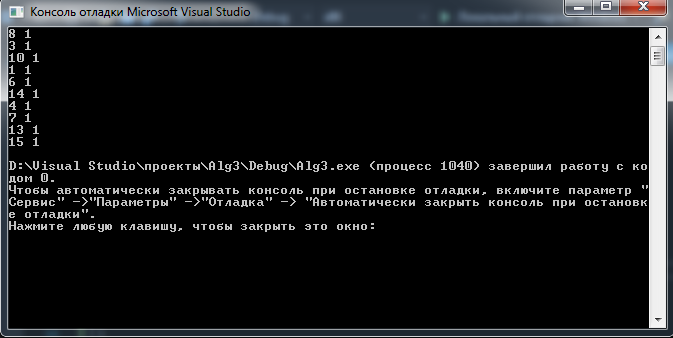 Консоль отладки Microsoft Visual Studio
8 1
3 1
10 1
1 1
6 1
14 1
4 1
7 1
13 1
15 1
D:\Visual Studio\проекты\Alg3\Debug\Alg3.exe (процесс 1040) завершил работу с ко
дом 0.
Чтобы автоматически закрывать консоль при остановке отладки, включите параметр "
Сервис" ->"Параметры" ->"Отладка" -> "Автоматически закрыть консоль при остановк
е отладки".
Нажмите любую клавишу, чтобы закрыть это окно: